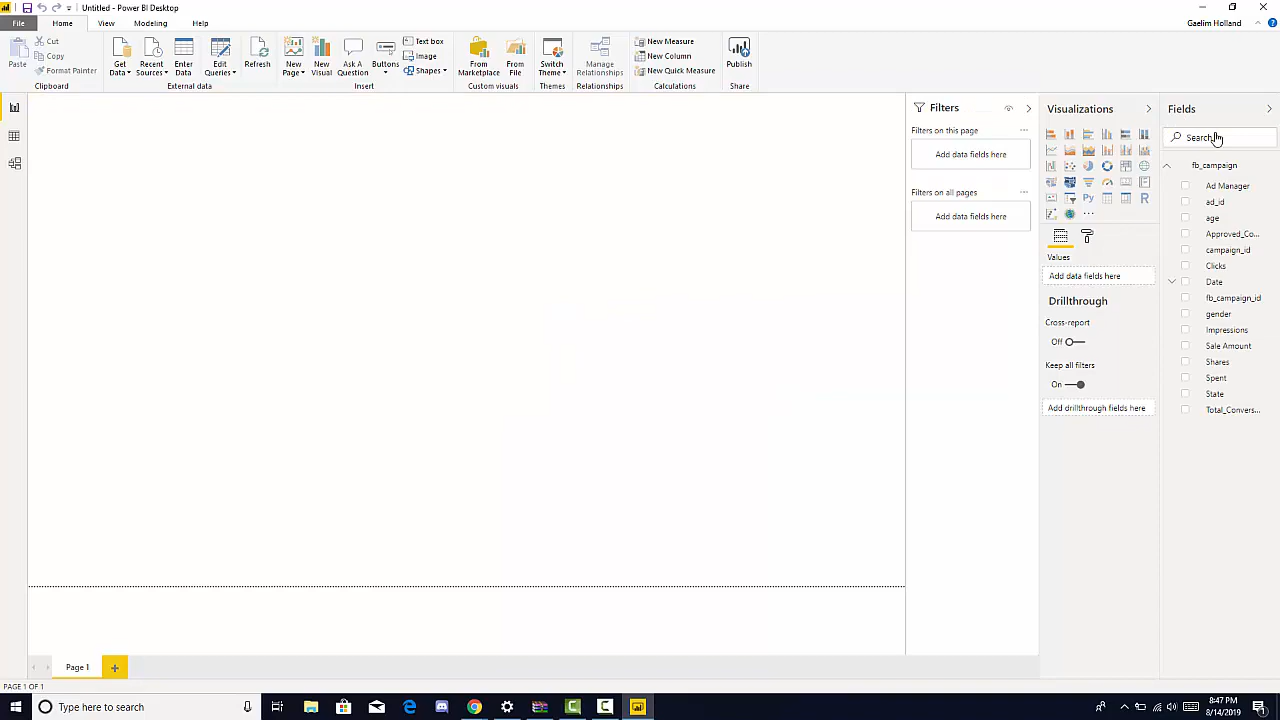 Untitled - Power BI Desktop
File
Home
View
Modeling
Help
Gaelim Holland
Paste
Cut
Copy
Format Painter
Clipboard
Get Data
Recent Sources
Enter Data
Edit Queries
External data
Refresh
New Page
New Visual
Ask A Question
Buttons
Text box
Image
Shapes
Insert
From Marketplace
From File
Custom visuals
Switch Theme
Themes
Manage Relationships
Relationships
New Measure
New Column
New Quick Measure
Calculations
Publish
Share
Filters
Filters on this page
...
Add data fields here
Filters on all pages
...
Add data fields here
Visualizations
Py
R
...
Values
Add data fields here
Drillthrough
Cross-report
Off
Keep all filters
On
Add drillthrough fields here
Fields
Search
fb_campaign
Ad Manager
ad_id
age
Approved_Co...
campaign_id
Clicks
Date
fb_campaign_id
gender
Impressions
Sale Amount
Shares
Spent
State
Total_Convers...
Page 1
PAGE 1 OF 1
Type here to search
8:47 PM
8/14/2019